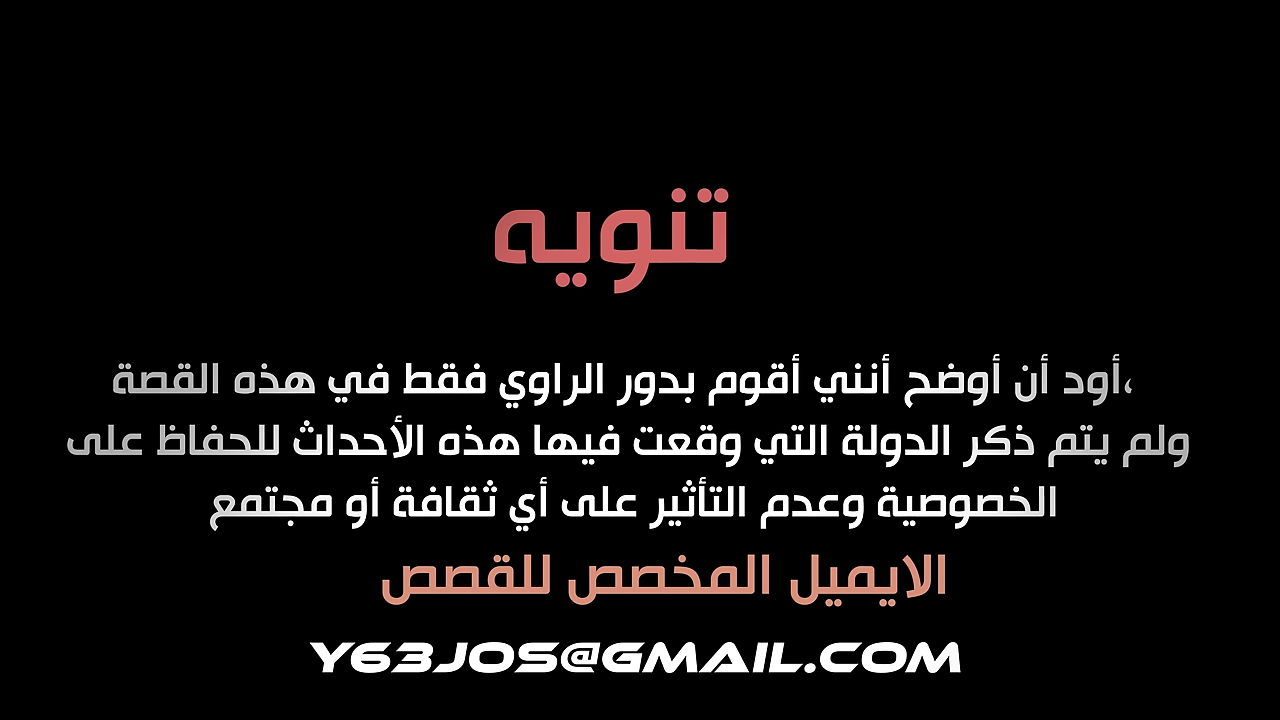 تنويه
أود أن أوضح أنني أقوم بدور الراوي فقط في هذه القصة،
ولم يتم ذكر الدولة التي وقعت فيها هذه الأحداث للحفاظ على
الخصوصية وعدم التأثير على أي ثقافة أو مجتمع
الايميل المخصص للقصص
Y63JOS@GMAIL.COM